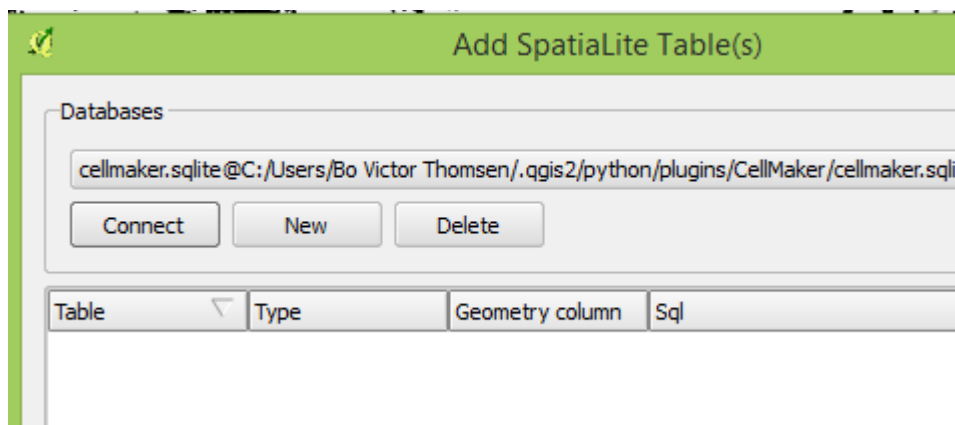 Add SpatiaLite Table(s)
Databases
cellmaker.sqlite@C:/Users/Bo Victor Thomsen/.qgis2/python/plugins/CellMaker/cellmaker.sqli
Connect New Delete
Table Type Geometry column Sql